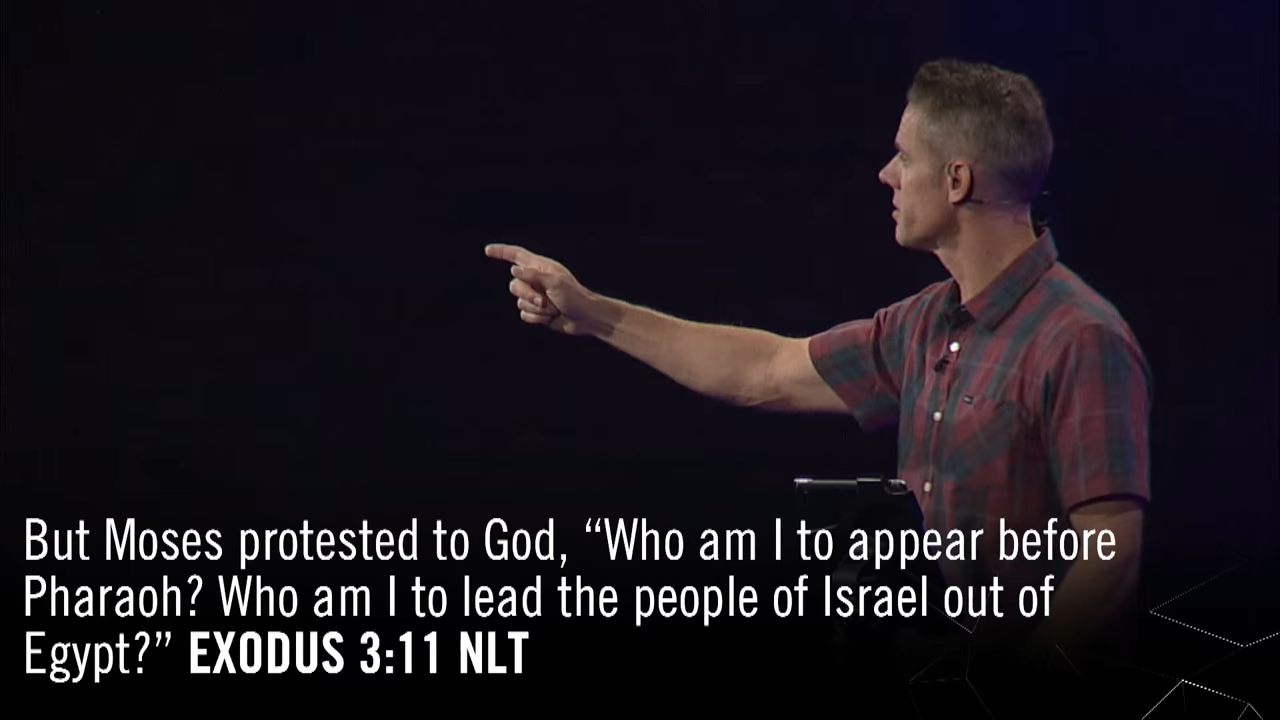 But Moses protested to God, “Who am I to appear before
Pharaoh? Who am I to lead the people of Israel out of
Egypt?” EXODUS 3:11 NLT